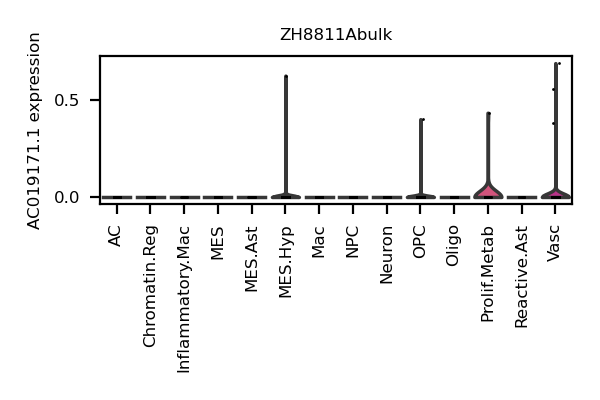 ZH8811Abulk
AC019171.1 expression
0.5
0.0
AC
Chromatin.Reg
Inflammatory.Mac
MES
MES.Ast
MES.Hyp
Mac
NPC
Neuron
OPC
Oligo
Prolif.Metab
Reactive.Ast
Vasc